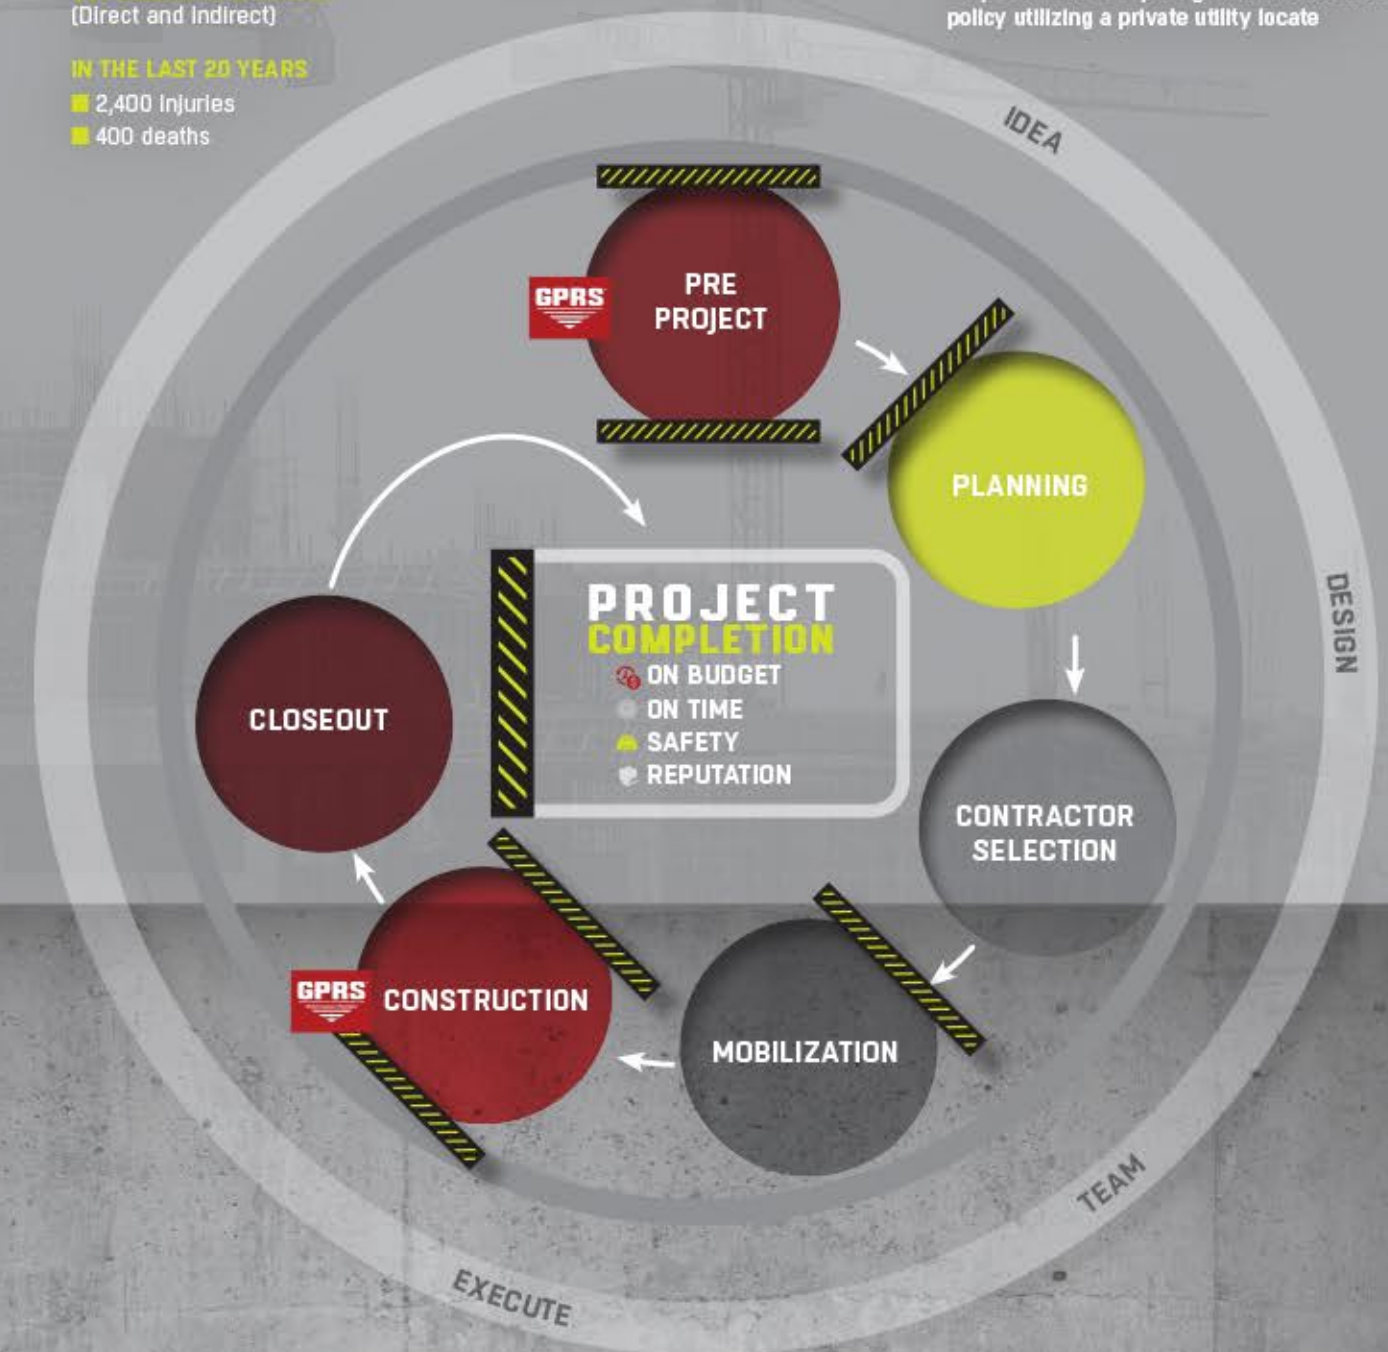 (Direct and indirect)
policy utilizing a private utility locate
IN THE LAST 20 YEARS
2,400 injuries
400 deaths
IDEA
PRE
PROJECT
GPRS
PLANNING
DESIGN
PROJECT
COMPLETION
ON BUDGET
ON TIME
SAFETY
REPUTATION
CLOSEOUT
CONTRACTOR
SELECTION
GPRS
CONSTRUCTION
MOBILIZATION
TEAM
EXECUTE